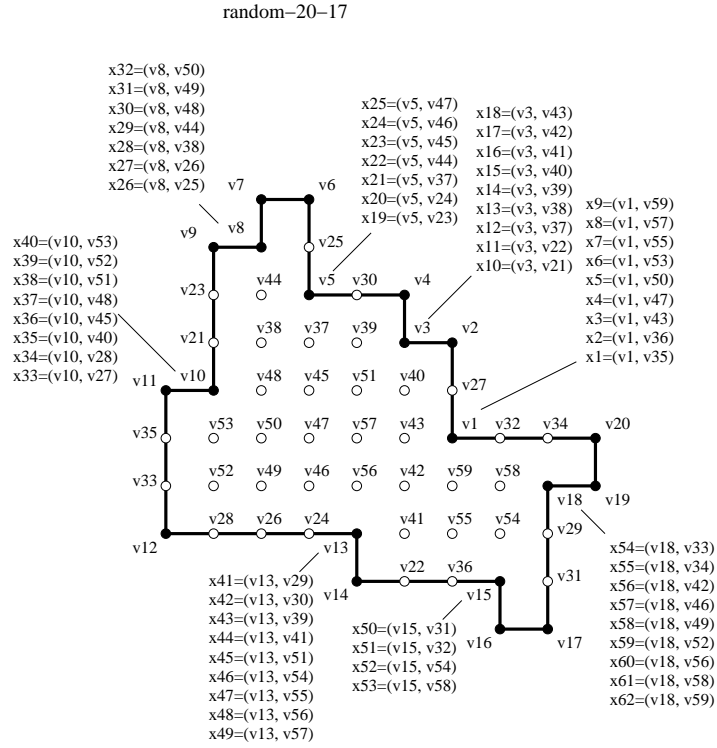 random−20−17
x32=(v8, v50)
x31=(v8, v49)
x30=(v8, v48)
x29=(v8, v44)
x28=(v8, v38)
x27=(v8, v26)
x26=(v8, v25)
x25=(v5, v47)
x24=(v5, v46)
x23=(v5, v45)
x22=(v5, v44)
x21=(v5, v37)
x20=(v5, v24)
x19=(v5, v23)
x18=(v3, v43)
x17=(v3, v42)
x16=(v3, v41)
x15=(v3, v40)
x14=(v3, v39)
x13=(v3, v38)
x12=(v3, v37)
x11=(v3, v22)
x10=(v3, v21)
x9=(v1, v59)
x8=(v1, v57)
x7=(v1, v55)
x6=(v1, v53)
x5=(v1, v50)
x4=(v1, v47)
x3=(v1, v43)
x2=(v1, v36)
x1=(v1, v35)
x40=(v10, v53)
x39=(v10, v52)
x38=(v10, v51)
x37=(v10, v48)
x36=(v10, v45)
x35=(v10, v40)
x34=(v10, v28)
x33=(v10, v27)
v7 v6
v9 v8 v25
v23 v44 v5 v30 v4
v21 v38 v37 v39 v3 v2
v11 v10 v48 v45 v51 v40 v27
v35 v53 v50 v47 v57 v43 v1 v32 v34 v20
v33 v52 v49 v46 v56 v42 v59 v58 v18 v19
v12 v28 v26 v24 v13 v41 v55 v54 v29
v14 v22 v36 v15 v31
v16 v17
x41=(v13, v29)
x42=(v13, v30)
x43=(v13, v39)
x44=(v13, v41)
x45=(v13, v51)
x46=(v13, v54)
x47=(v13, v55)
x48=(v13, v56)
x49=(v13, v57)
x50=(v15, v31)
x51=(v15, v32)
x52=(v15, v54)
x53=(v15, v58)
x54=(v18, v33)
x55=(v18, v34)
x56=(v18, v42)
x57=(v18, v46)
x58=(v18, v49)
x59=(v18, v52)
x60=(v18, v56)
x61=(v18, v58)
x62=(v18, v59)